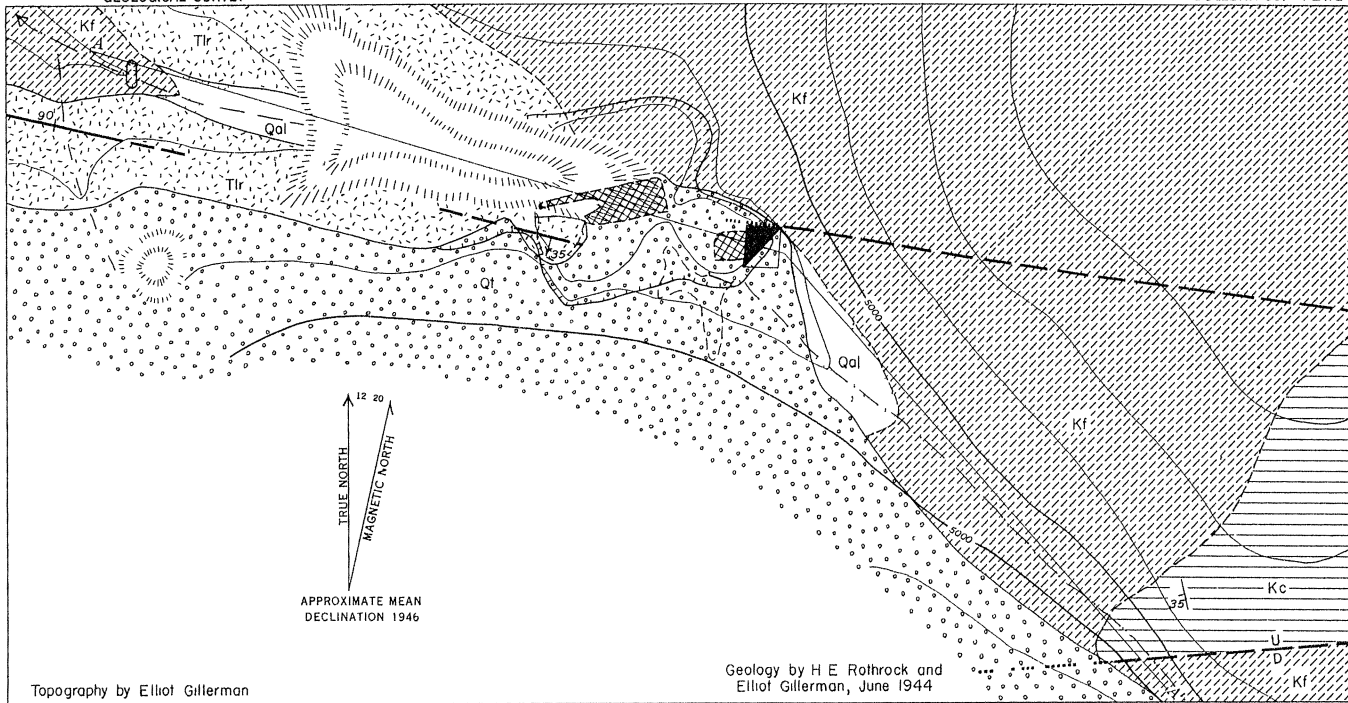 Kf
Tlr
A
Kf
90
Qal
Tlr
35
Qt
5000
Qal
12 20
TRUE NORTH
MAGNETIC NORTH
Kf
5000
APPROXIMATE MEAN
DECLINATION 1946
Kc
35
U
D
Kf
Geology by H E Rothrock and
Elliot Gillerman, June 1944
Topography by Elliot Gillerman